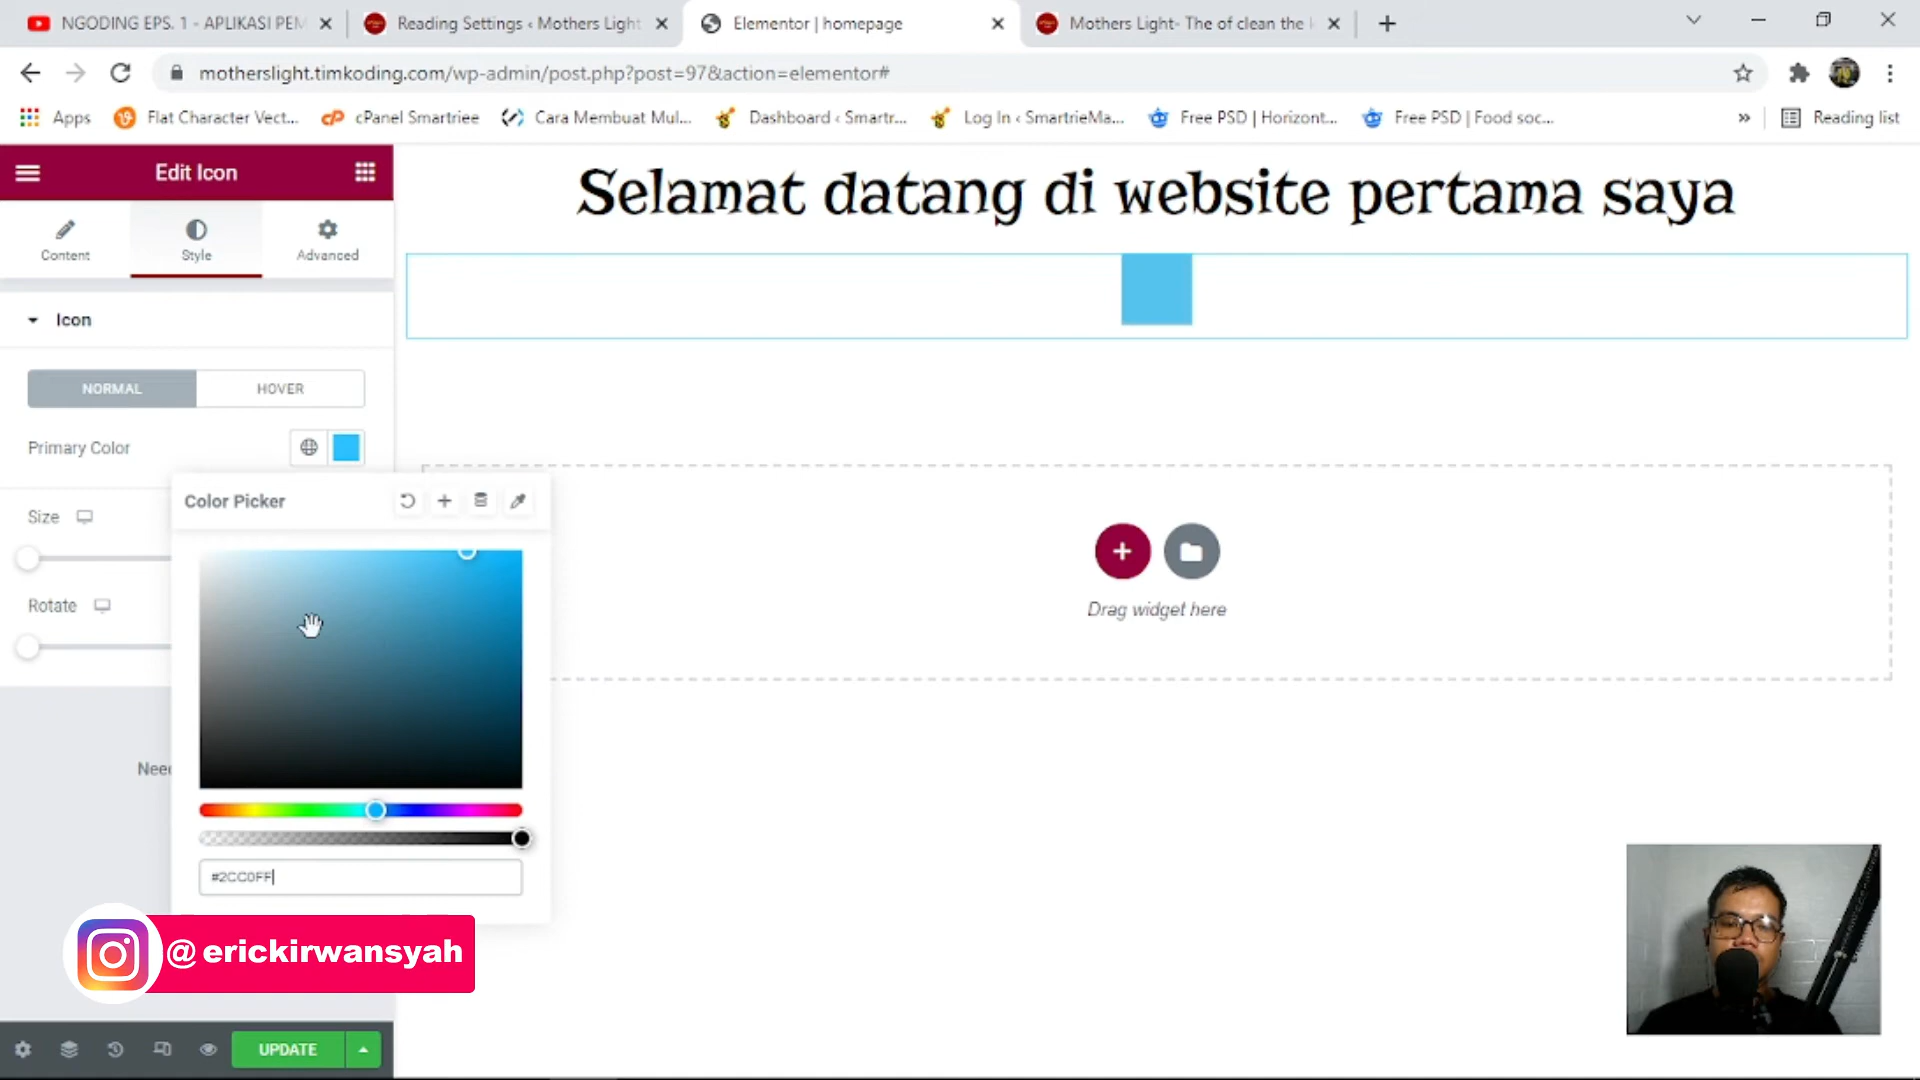 NGODING EPS. 1 - APLIKASI PEM
Reading Settings ‹ Mothers Light
Elementor | homepage
Mothers Light- The of clean the
motherslight.timkoding.com/wp-admin/post.php?post=97&action=elementor#
Apps
Flat Character Vect...
cPanel Smartriee
Cara Membuat Mul...
Dashboard ‹ Smartr...
Log In ‹ SmartrieMa...
Free PSD | Horizont...
Free PSD | Food soc...
»
Reading list
Edit Icon
Content
Style
Advanced
Icon
NORMAL
HOVER
Primary Color
Color Picker
Size
Rotate
Need
#2CC0FF
@erickirwansyah
UPDATE
Selamat datang di website pertama saya
Drag widget here